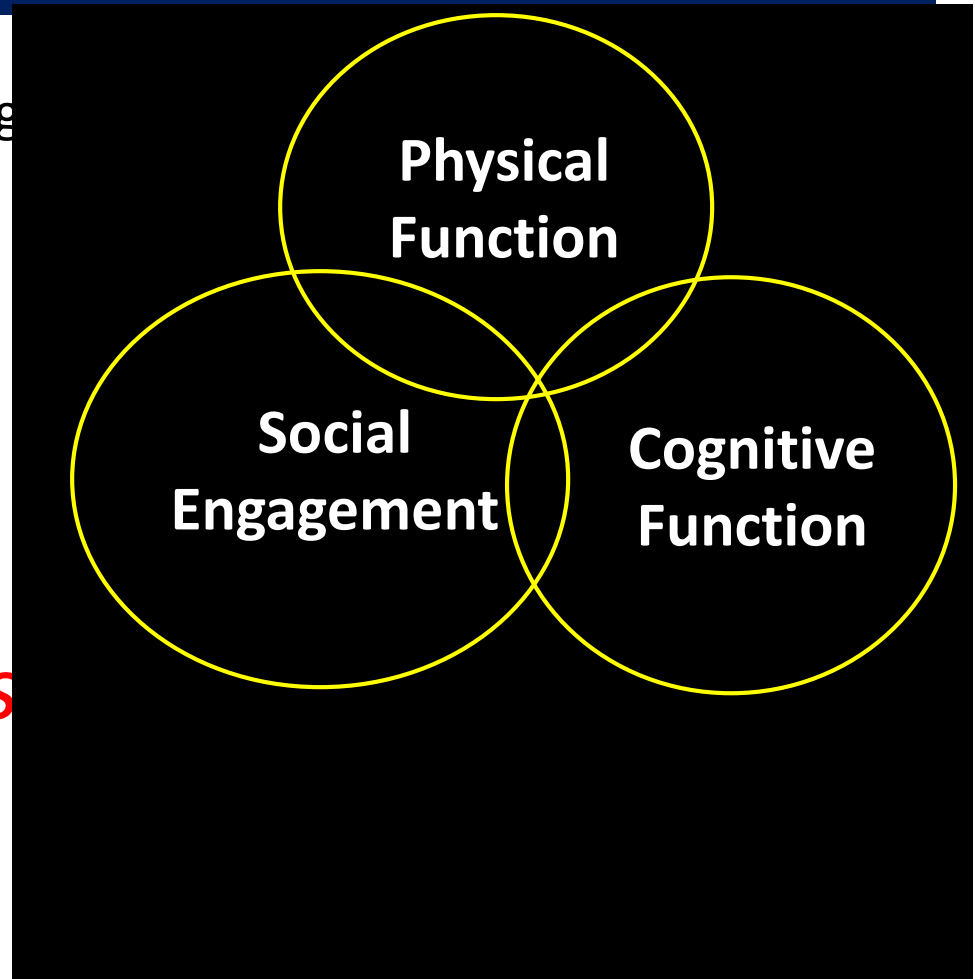 g
Physical
Function
Social
Engagement
Cognitive
Function
S